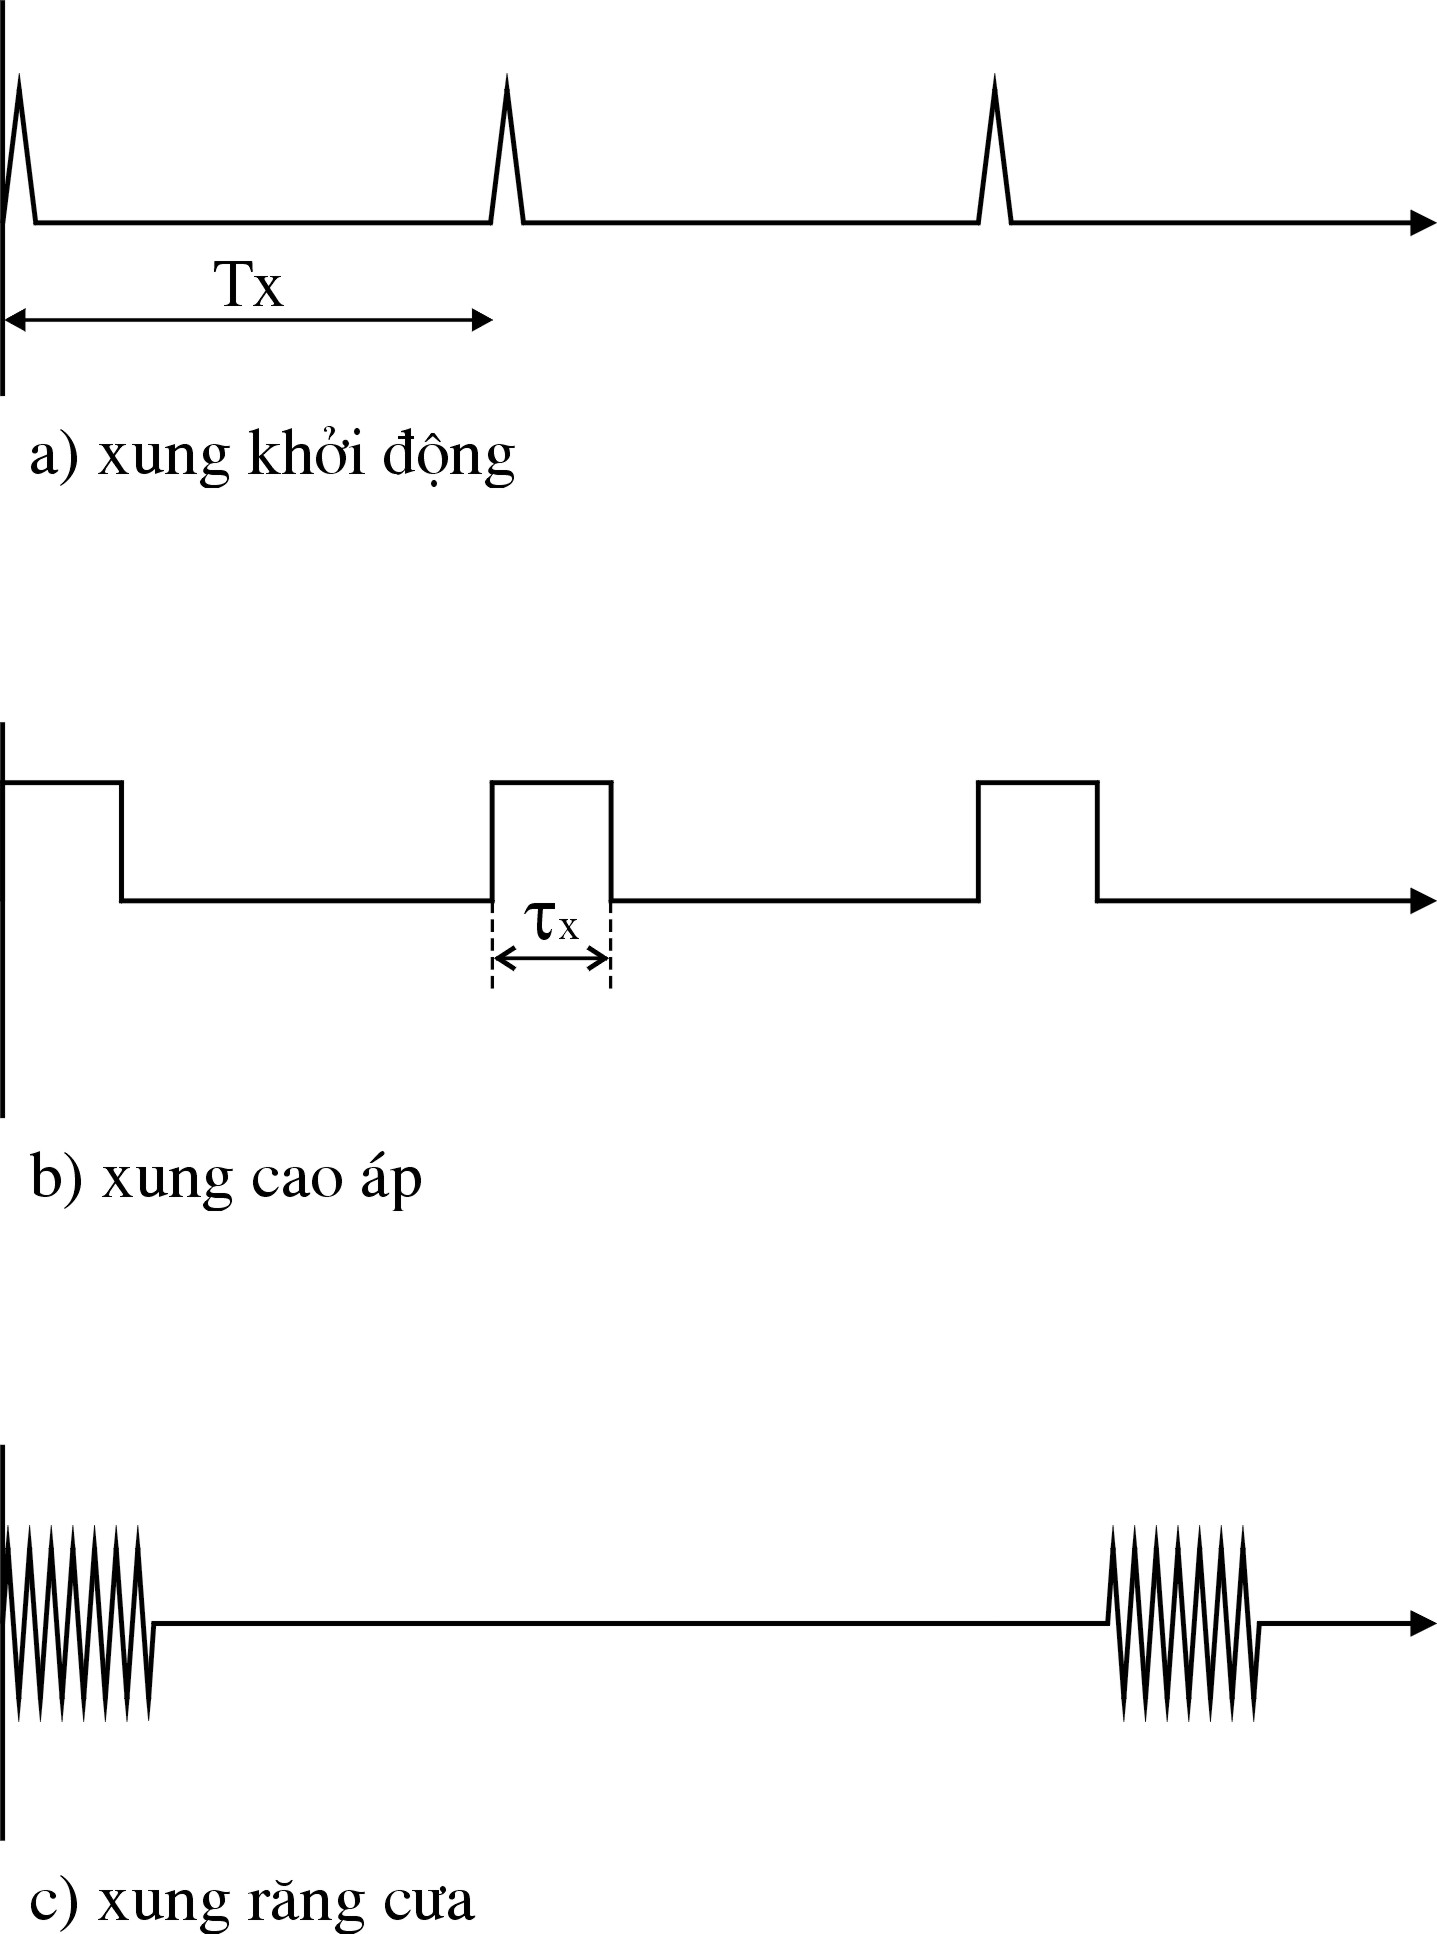 Tx
a) xung khởi động
τx
b) xung cao áp
c) xung răng cưa